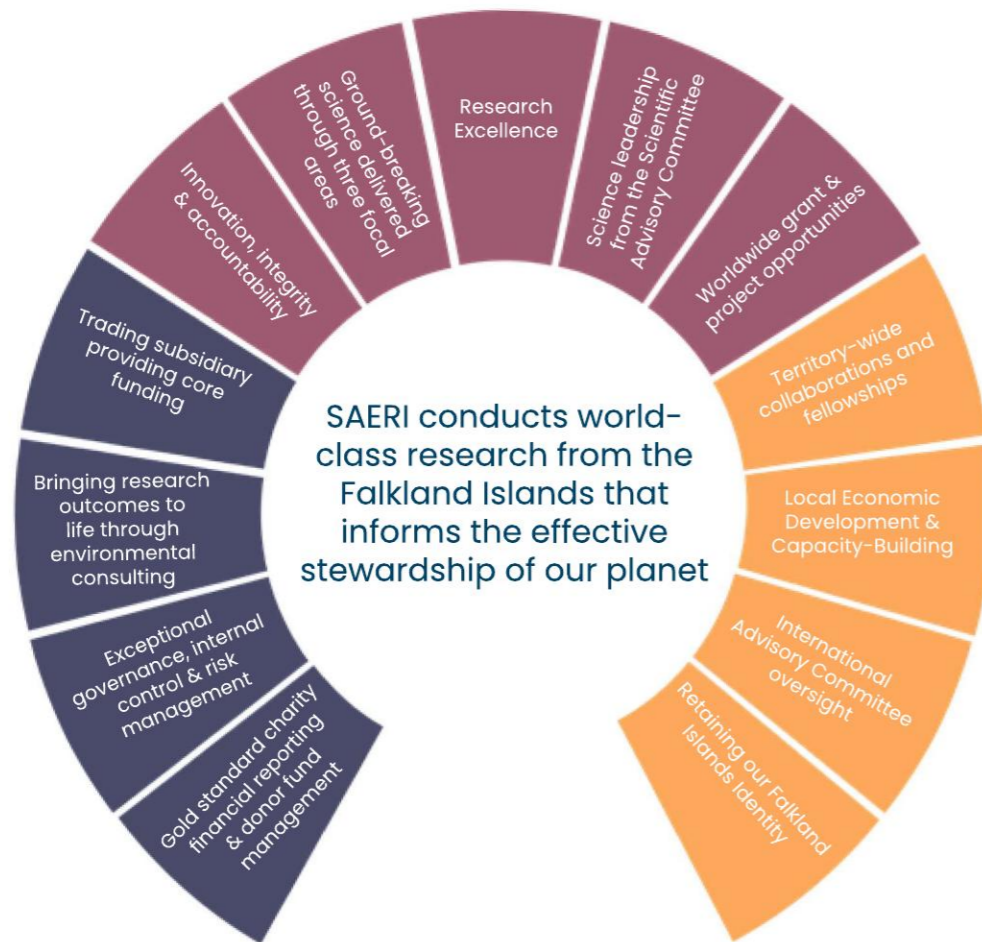 Gold standard charity
financial reporting
& donor fund
management
Exceptional
governance, internal
control & risk
management
Bringing research
outcomes to
life through
environmental
consulting
Trading subsidiary
providing core
funding
Innovation, integrity
& accountability
Ground-breaking
science delivered
through three focal
areas
Research
Excellence
Science leadership
from the Scientific
Advisory Committee
Worldwide grant &
project opportunities
Territory-wide
collaborations and
fellowships
Local Economic
Development &
Capacity-Building
International
Advisory Committee
oversight
Retaining our Falkland
Islands Identity
SAERI conducts world-
class research from the
Falkland Islands that
informs the effective
stewardship of our planet